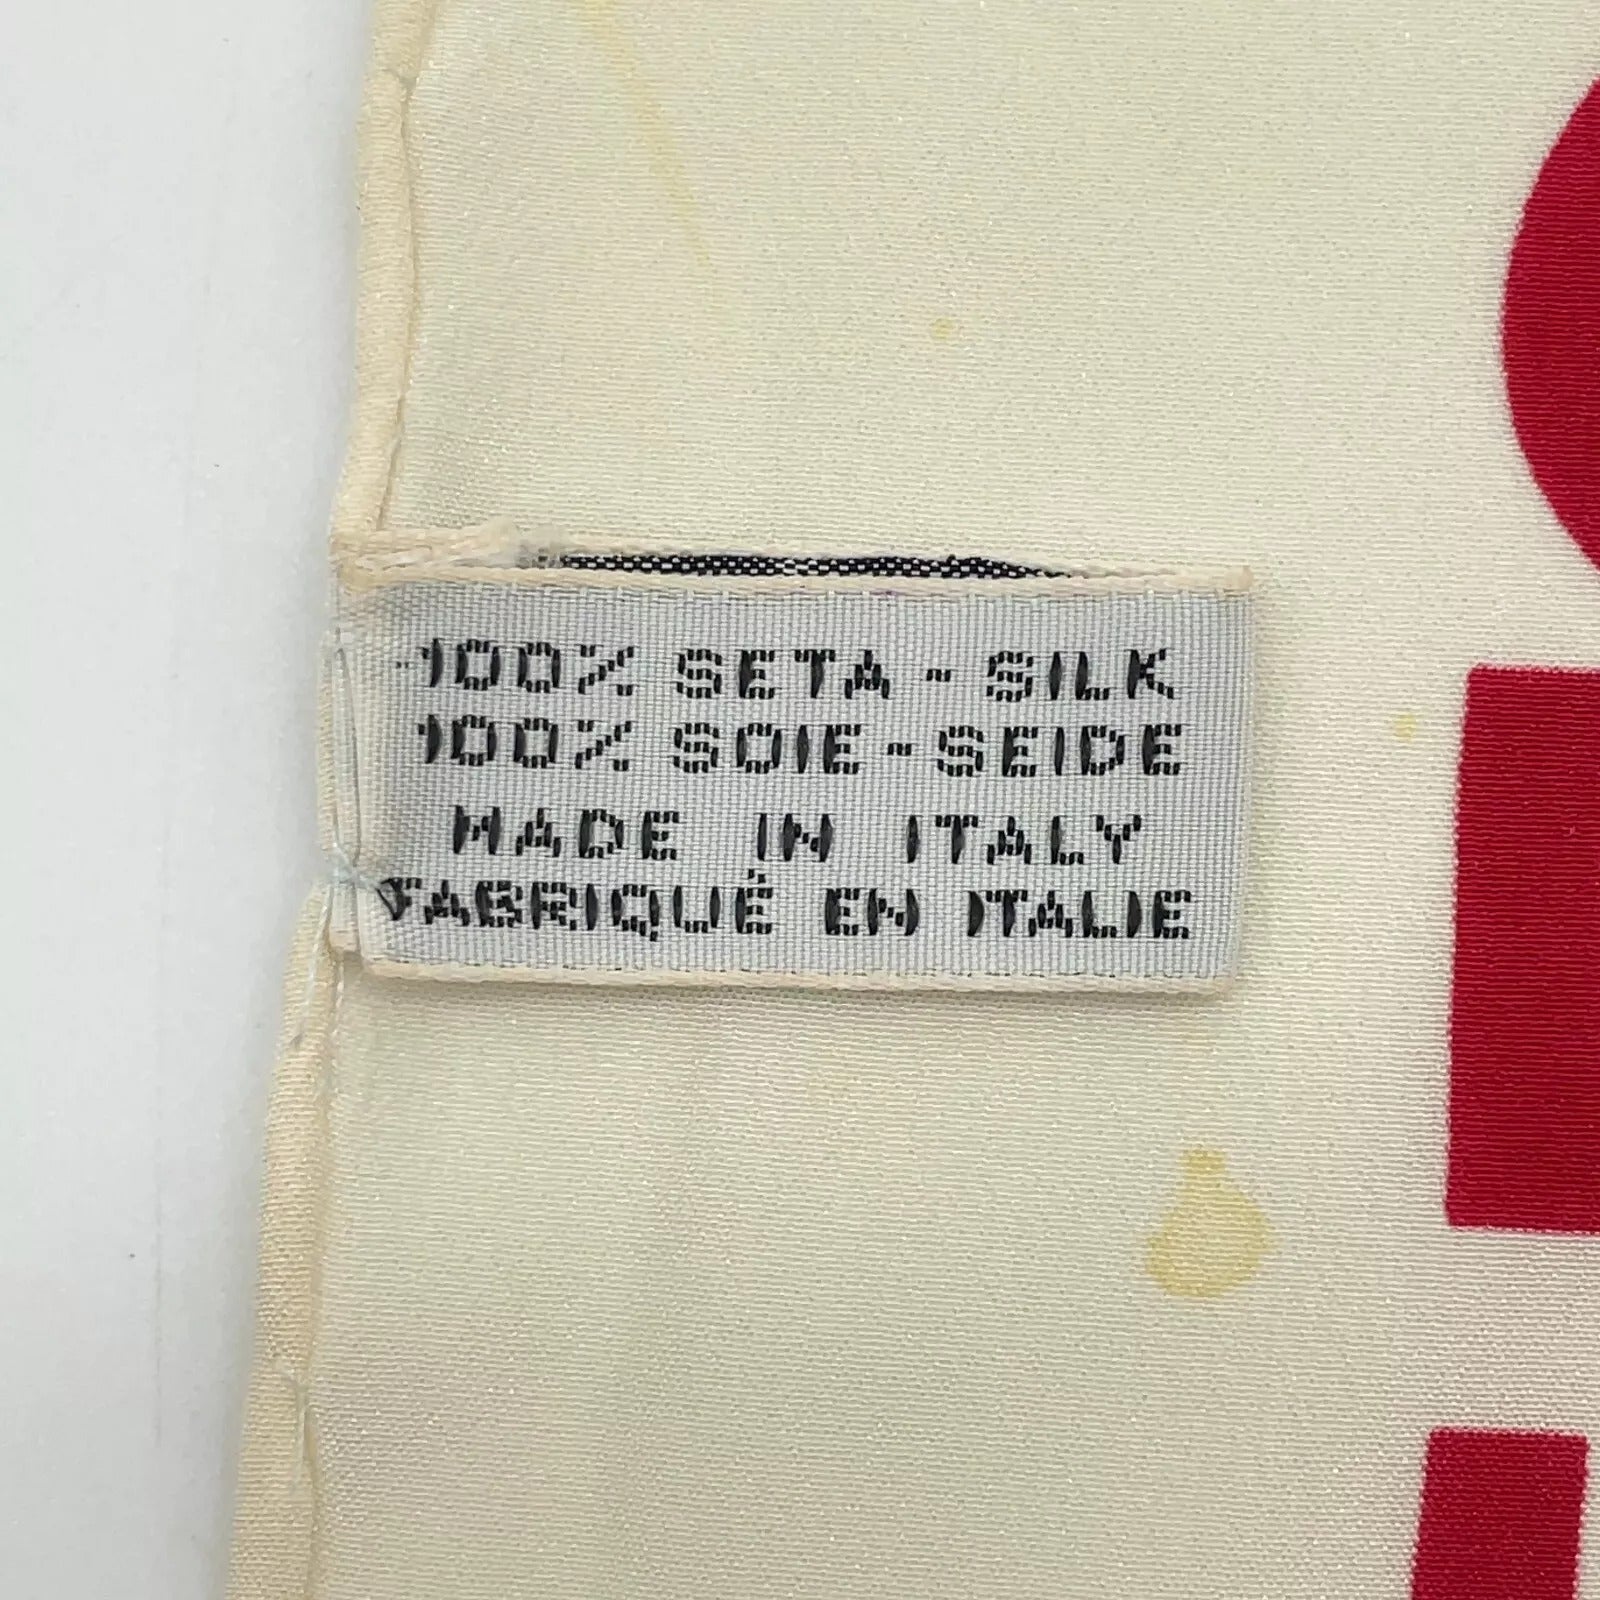 100% SETA - SILK
100% SOIE - SEIDE
MADE IN ITALY
FABRIQUÉ EN ITALIE